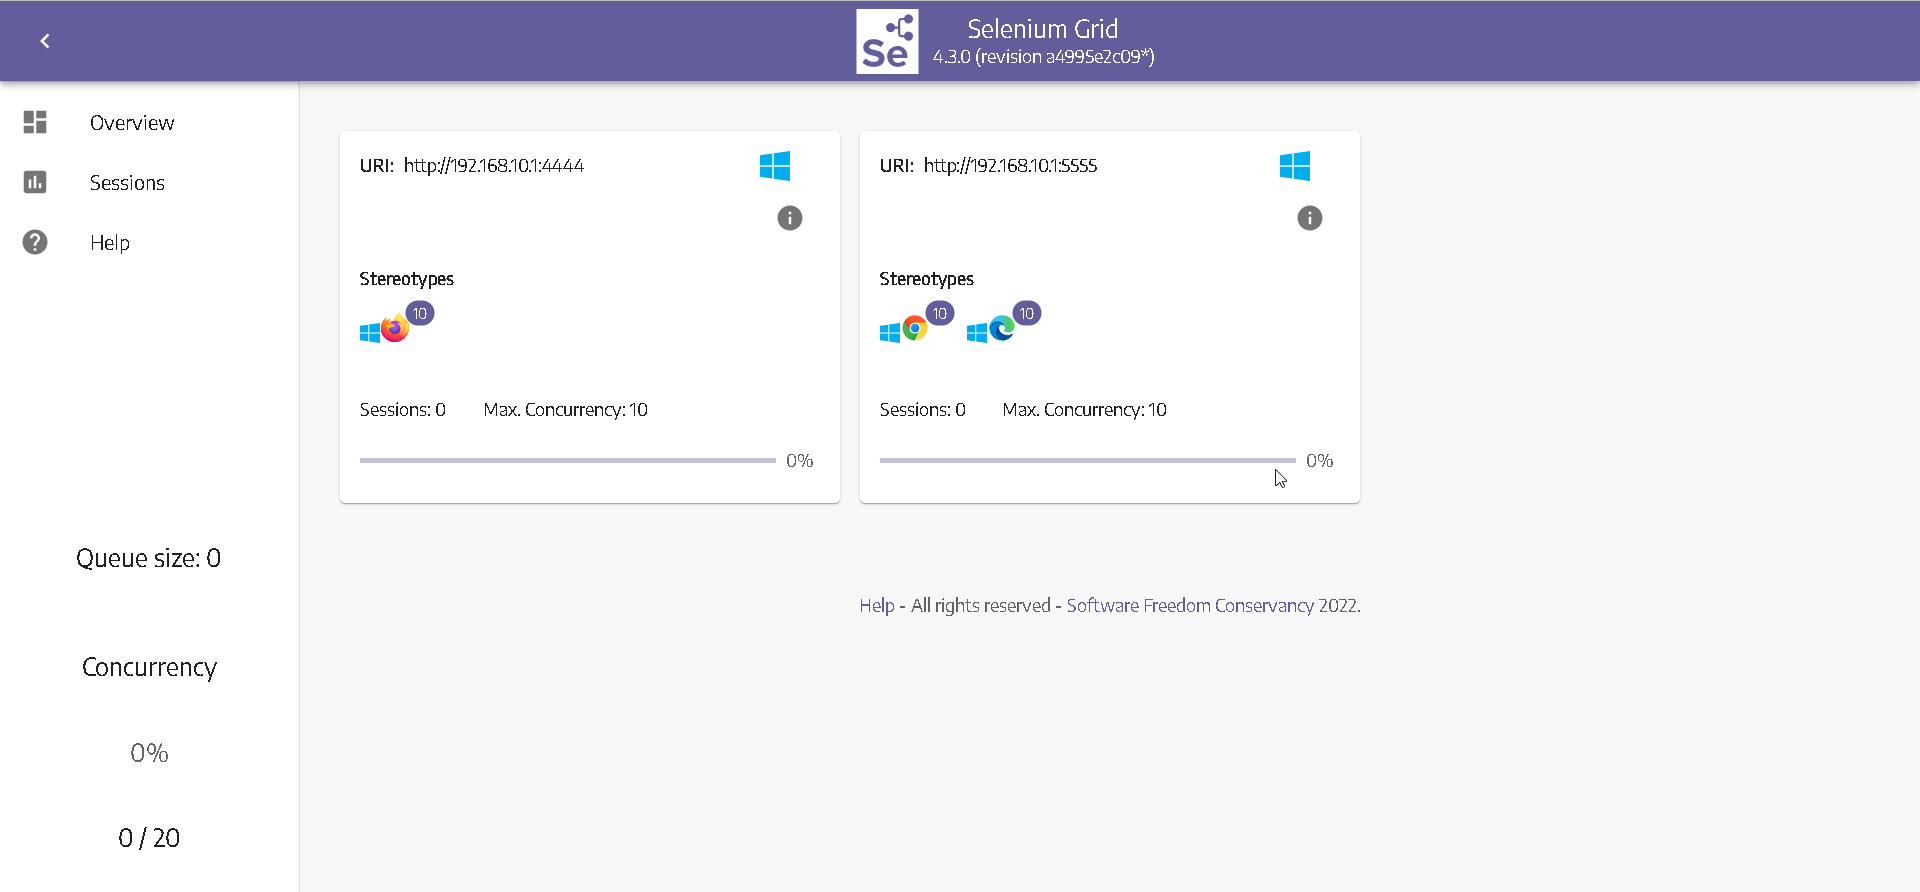 Se
Selenium Grid
4.3.0 (revision a4995e2c09*)
Overview
Sessions
Help
URI: http://192.168.10.1:4444
Stereotypes
10
Sessions: 0 Max. Concurrency: 10
0%
URI: http://192.168.10.1:5555
Stereotypes
10 10
Sessions: 0 Max. Concurrency: 10
0%
Queue size: 0
Concurrency
0%
0 / 20
Help - All rights reserved - Software Freedom Conservancy 2022.